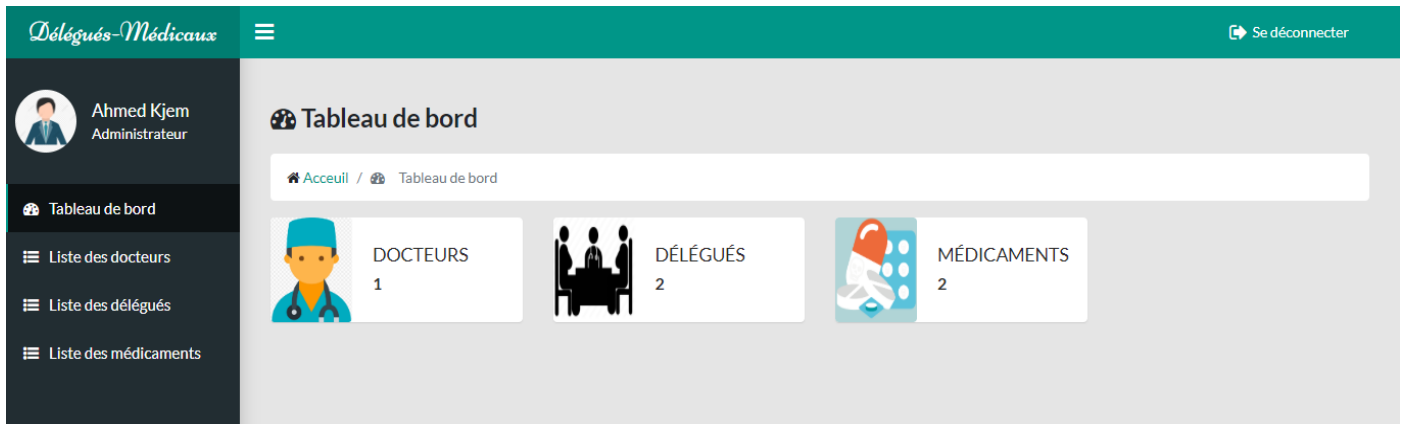 Délégués-Médicaux
Se déconnecter
Ahmed Kjem
Administrateur
Tableau de bord
Liste des docteurs
Liste des délégués
Liste des médicaments
Tableau de bord
Acceuil / Tableau de bord
DOCTEURS
1
DÉLÉGUÉS
2
MÉDICAMENTS
2